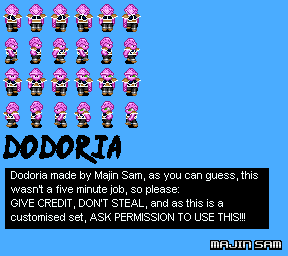 DODORIA
Dodoria made by Majin Sam, as you can guess, this
wasn't a five minute job, so please:
GIVE CREDIT, DON'T STEAL, and as this is a
customised set, ASK PERMISSION TO USE THIS!!!
MAJIN SAM